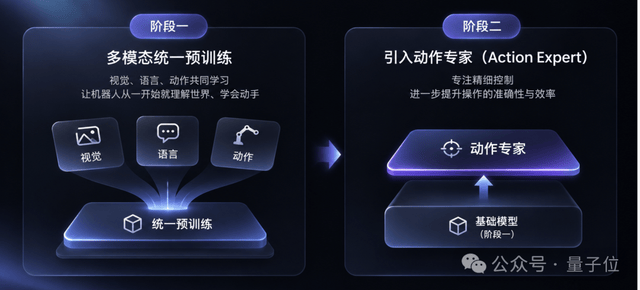 阶段一
多模态统一预训练
视觉、语言、动作共同学习
让机器人从一开始就理解世界、学会动手
视觉
语言
动作
统一预训练
阶段二
引入动作专家（Action Expert）
专注精细控制
进一步提升操作的准确性与效率
动作专家
基础模型
（阶段一）
公众号 · 量子位